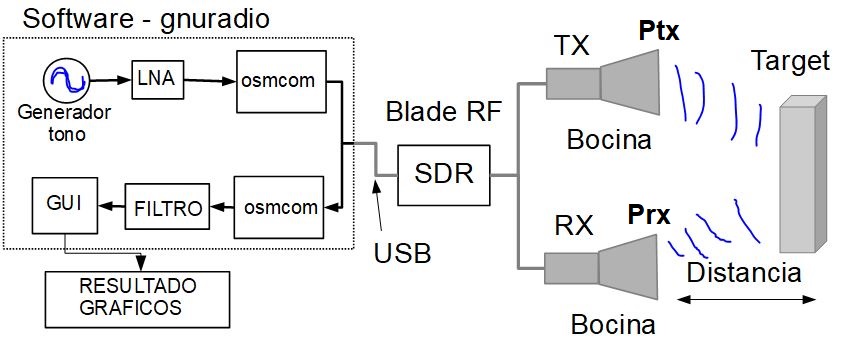 Software - gnuradio
Generador
tono
LNA
osmcom
GUI
FILTRO
osmcom
RESULTADO
GRAFICOS
Blade RF
SDR
USB
TX
Ptx
Bocina
RX
Prx
Bocina
Target
Distancia